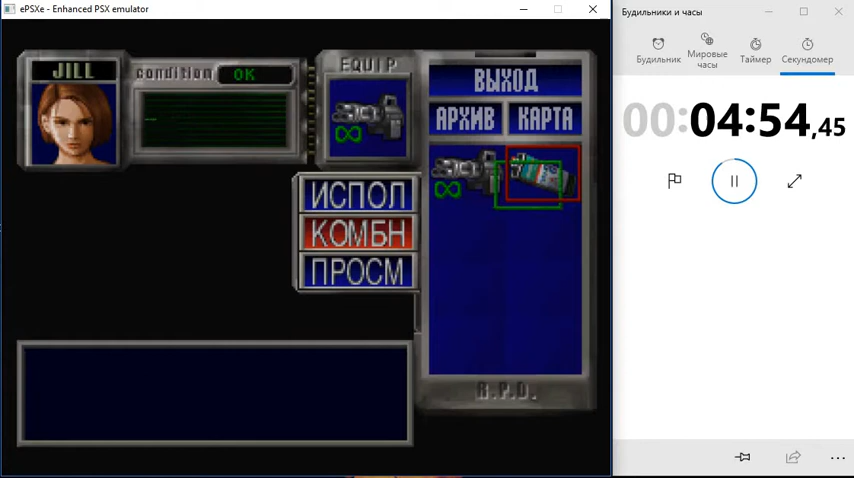 ePSXe - Enhanced PSX emulator
JILL
condition OK
EQUIP
∞
ВЫХОД
АРХИВ КАРТА
∞
ИСПОЛ
КОМБН
ПРОСМ
R.P.D.
Будильники и часы
Будильник
Мировые часы
Таймер
Секундомер
00:04:54,45